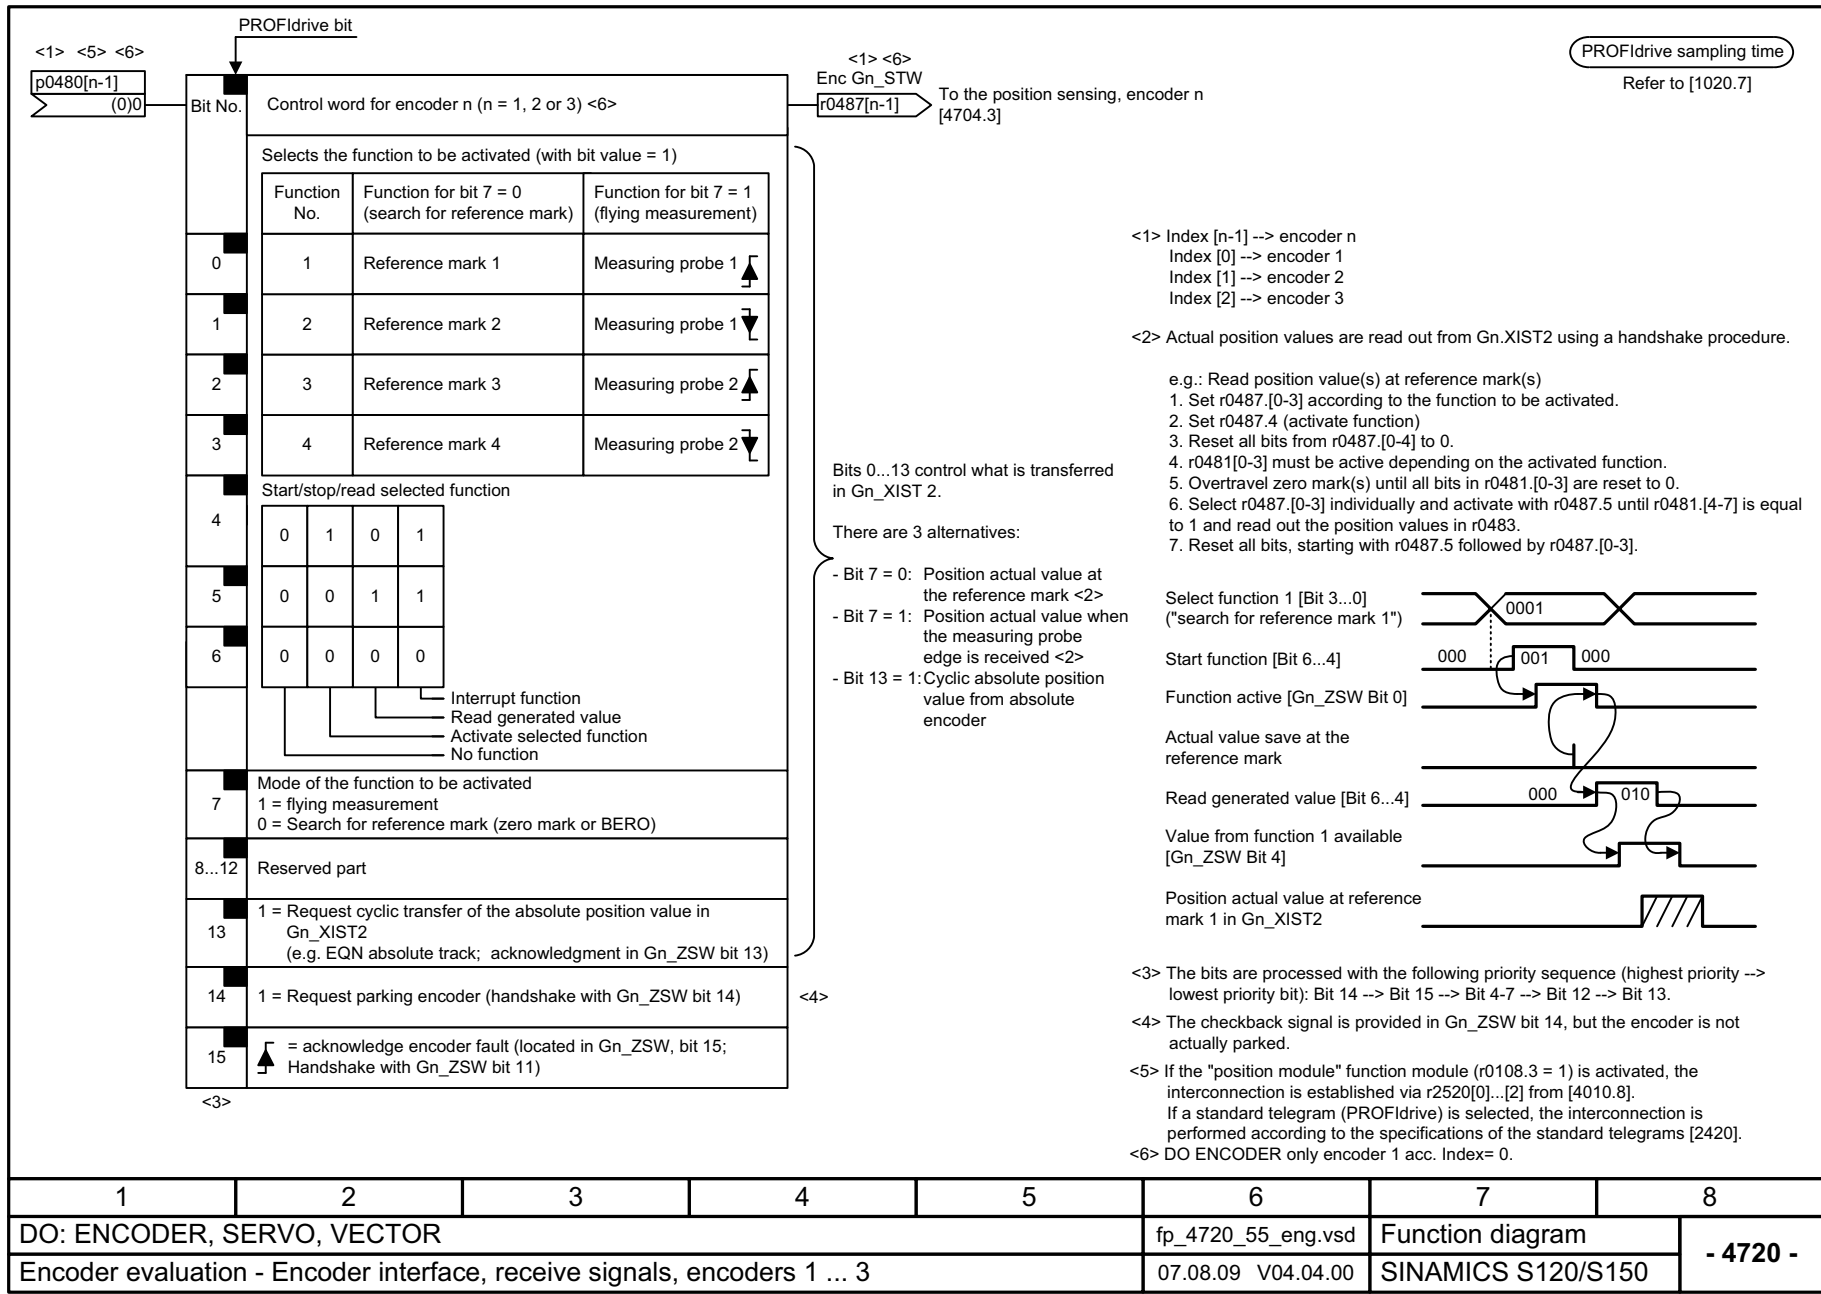 PROFIdrive bit
<1> <5> <6>
p0480[n-1]
(0)0
Bit No.
Control word for encoder n (n = 1, 2 or 3) <6>
<1> <6>
Enc Gn_STW
r0487[n-1]
To the position sensing, encoder n
[4704.3]
PROFIdrive sampling time
Refer to [1020.7]
Selects the function to be activated (with bit value = 1)
Function No.
Function for bit 7 = 0 (search for reference mark)
Function for bit 7 = 1 (flying measurement)
0 1 Reference mark 1 Measuring probe 1
1 2 Reference mark 2 Measuring probe 1
2 3 Reference mark 3 Measuring probe 2
3 4 Reference mark 4 Measuring probe 2
Start/stop/read selected function
4 0 1 0 1
5 0 0 1 1
6 0 0 0 0
Interrupt function
Read generated value
Activate selected function
No function
7
Mode of the function to be activated
1 = flying measurement
0 = Search for reference mark (zero mark or BERO)
8...12 Reserved part
13
1 = Request cyclic transfer of the absolute position value in
Gn_XIST2
(e.g. EQN absolute track; acknowledgment in Gn_ZSW bit 13)
14 1 = Request parking encoder (handshake with Gn_ZSW bit 14) <4>
15
= acknowledge encoder fault (located in Gn_ZSW, bit 15;
Handshake with Gn_ZSW bit 11)
<3>
Bits 0...13 control what is transferred
in Gn_XIST 2.
There are 3 alternatives:
- Bit 7 = 0: Position actual value at
the reference mark <2>
- Bit 7 = 1: Position actual value when
the measuring probe
edge is received <2>
- Bit 13 = 1: Cyclic absolute position
value from absolute
encoder
<1> Index [n-1] --> encoder n
Index [0] --> encoder 1
Index [1] --> encoder 2
Index [2] --> encoder 3
<2> Actual position values are read out from Gn.XIST2 using a handshake procedure.
e.g.: Read position value(s) at reference mark(s)
1. Set r0487.[0-3] according to the function to be activated.
2. Set r0487.4 (activate function)
3. Reset all bits from r0487.[0-4] to 0.
4. r0481[0-3] must be active depending on the activated function.
5. Overtravel zero mark(s) until all bits in r0481.[0-3] are reset to 0.
6. Select r0487.[0-3] individually and activate with r0487.5 until r0481.[4-7] is equal
to 1 and read out the position values in r0483.
7. Reset all bits, starting with r0487.5 followed by r0487.[0-3].
Select function 1 [Bit 3...0]
("search for reference mark 1")
0001
Start function [Bit 6...4]
000 001 000
Function active [Gn_ZSW Bit 0]
Actual value save at the
reference mark
Read generated value [Bit 6...4]
000 010
Value from function 1 available
[Gn_ZSW Bit 4]
Position actual value at reference
mark 1 in Gn_XIST2
<3> The bits are processed with the following priority sequence (highest priority -->
lowest priority bit): Bit 14 --> Bit 15 --> Bit 4-7 --> Bit 12 --> Bit 13.
<4> The checkback signal is provided in Gn_ZSW bit 14, but the encoder is not
actually parked.
<5> If the "position module" function module (r0108.3 = 1) is activated, the
interconnection is established via r2520[0]...[2] from [4010.8].
If a standard telegram (PROFIdrive) is selected, the interconnection is
performed according to the specifications of the standard telegrams [2420].
<6> DO ENCODER only encoder 1 acc. Index= 0.
1 2 3 4 5 6 7 8
DO: ENCODER, SERVO, VECTOR
fp_4720_55_eng.vsd
Function diagram
- 4720 -
Encoder evaluation - Encoder interface, receive signals, encoders 1 ... 3
07.08.09 V04.04.00
SINAMICS S120/S150